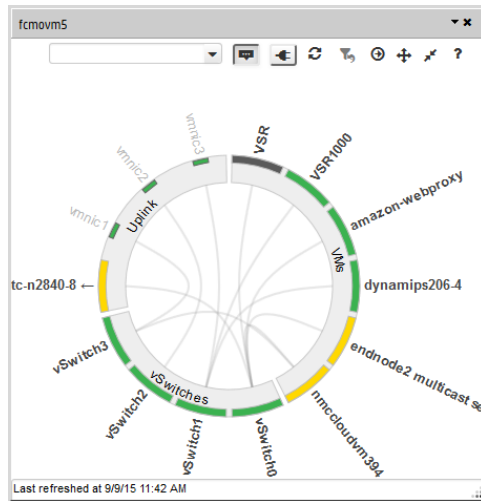 fcmovm5
?
vmnic3
VSR
vmnic2
VSR1000
vmnic1
Uplink
amazon-webproxy
VMs
tc-n2840-8 ←
dynamips206-4
endnode2 multicast se
vSwitch3
vSwitches
nmccloudvm394
vSwitch2
vSwitch1
vSwitch0
Last refreshed at 9/9/15 11:42 AM